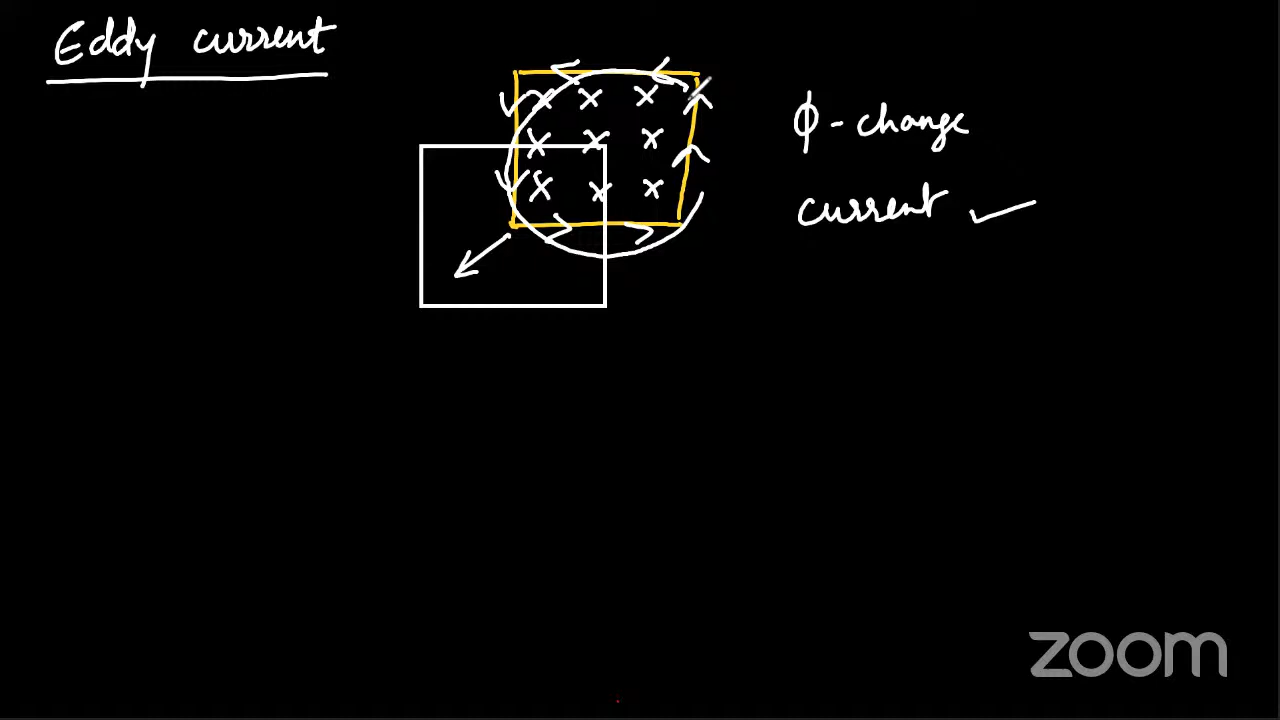 Eddy current
x x x
x x x
x x x
ϕ - change
current ✓
zoom